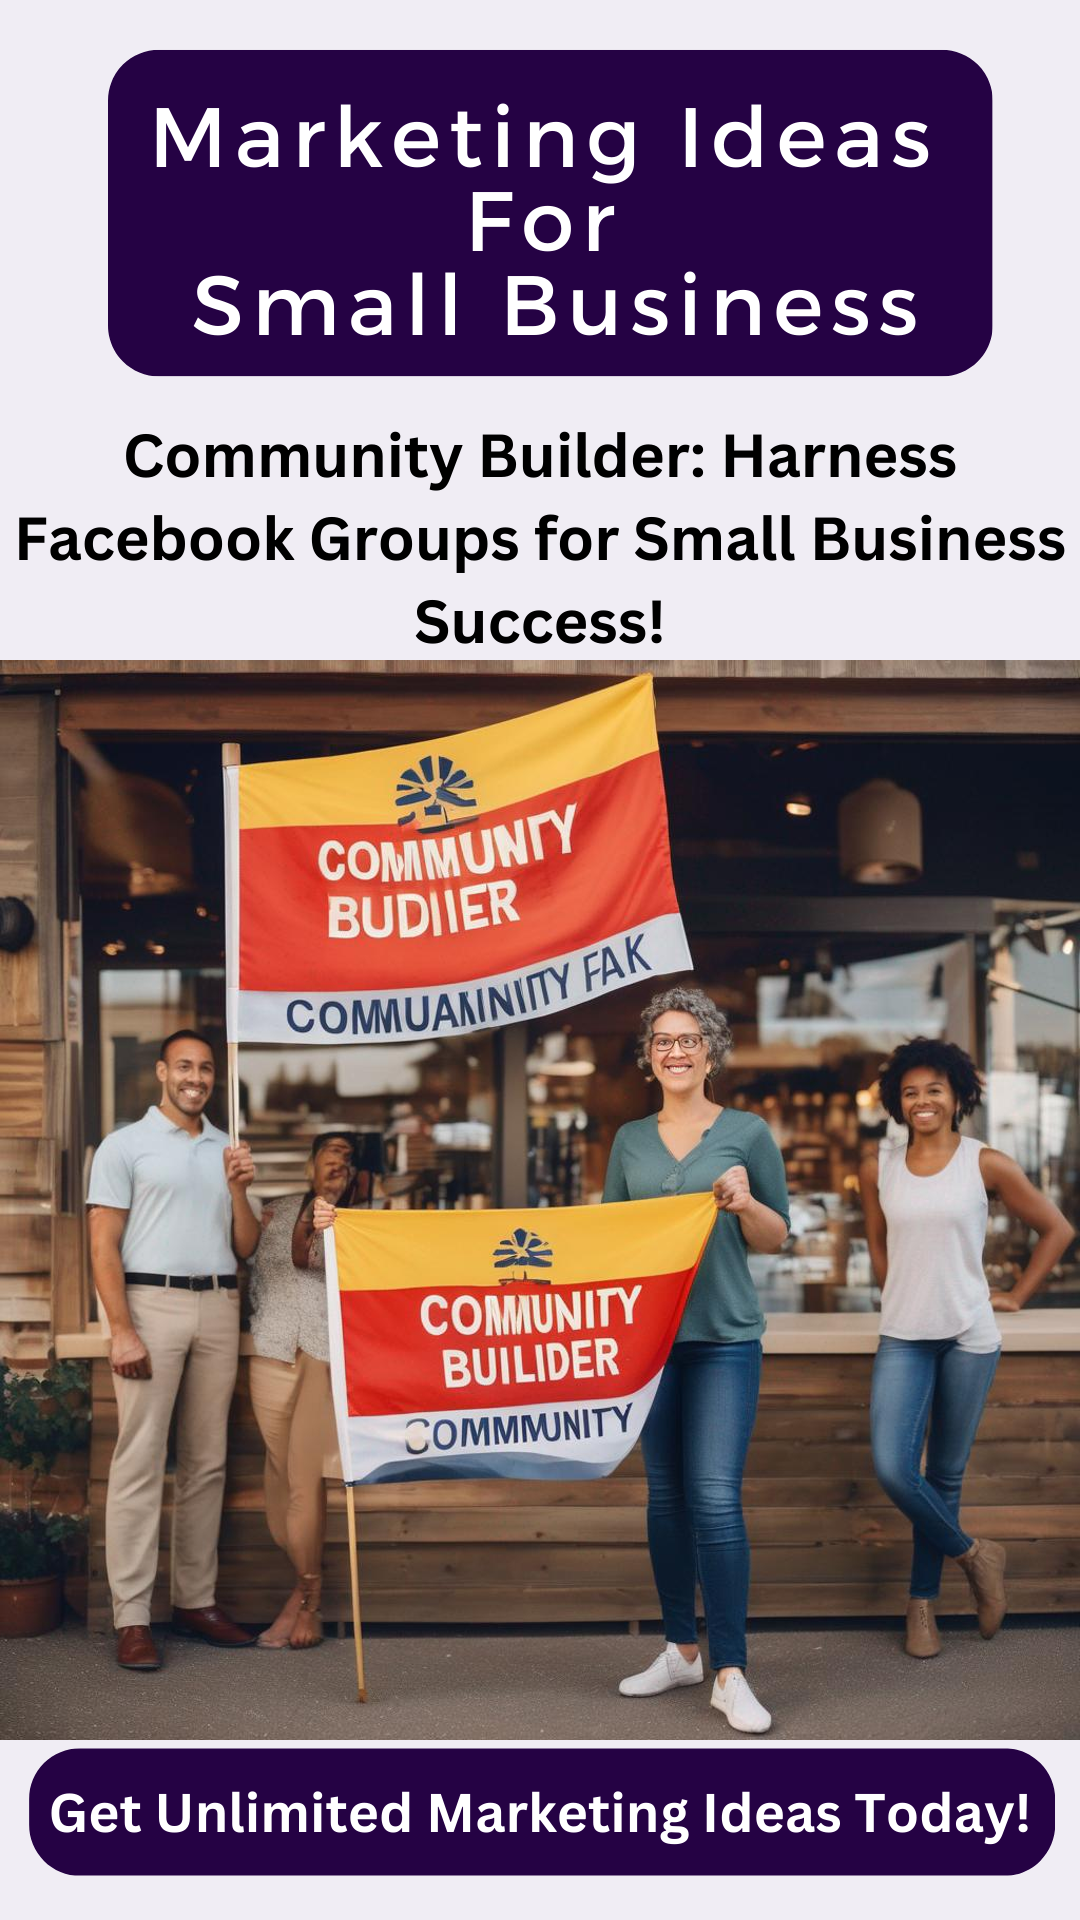 Marketing Ideas
For
Small Business
Community Builder: Harness
Facebook Groups for Small Business
Success!
COMMUNITY
BUDIIER
COMMUANINITY FAK
COMMUNITY
BUILIDER
COMMMUNITY
Get Unlimited Marketing Ideas Today!